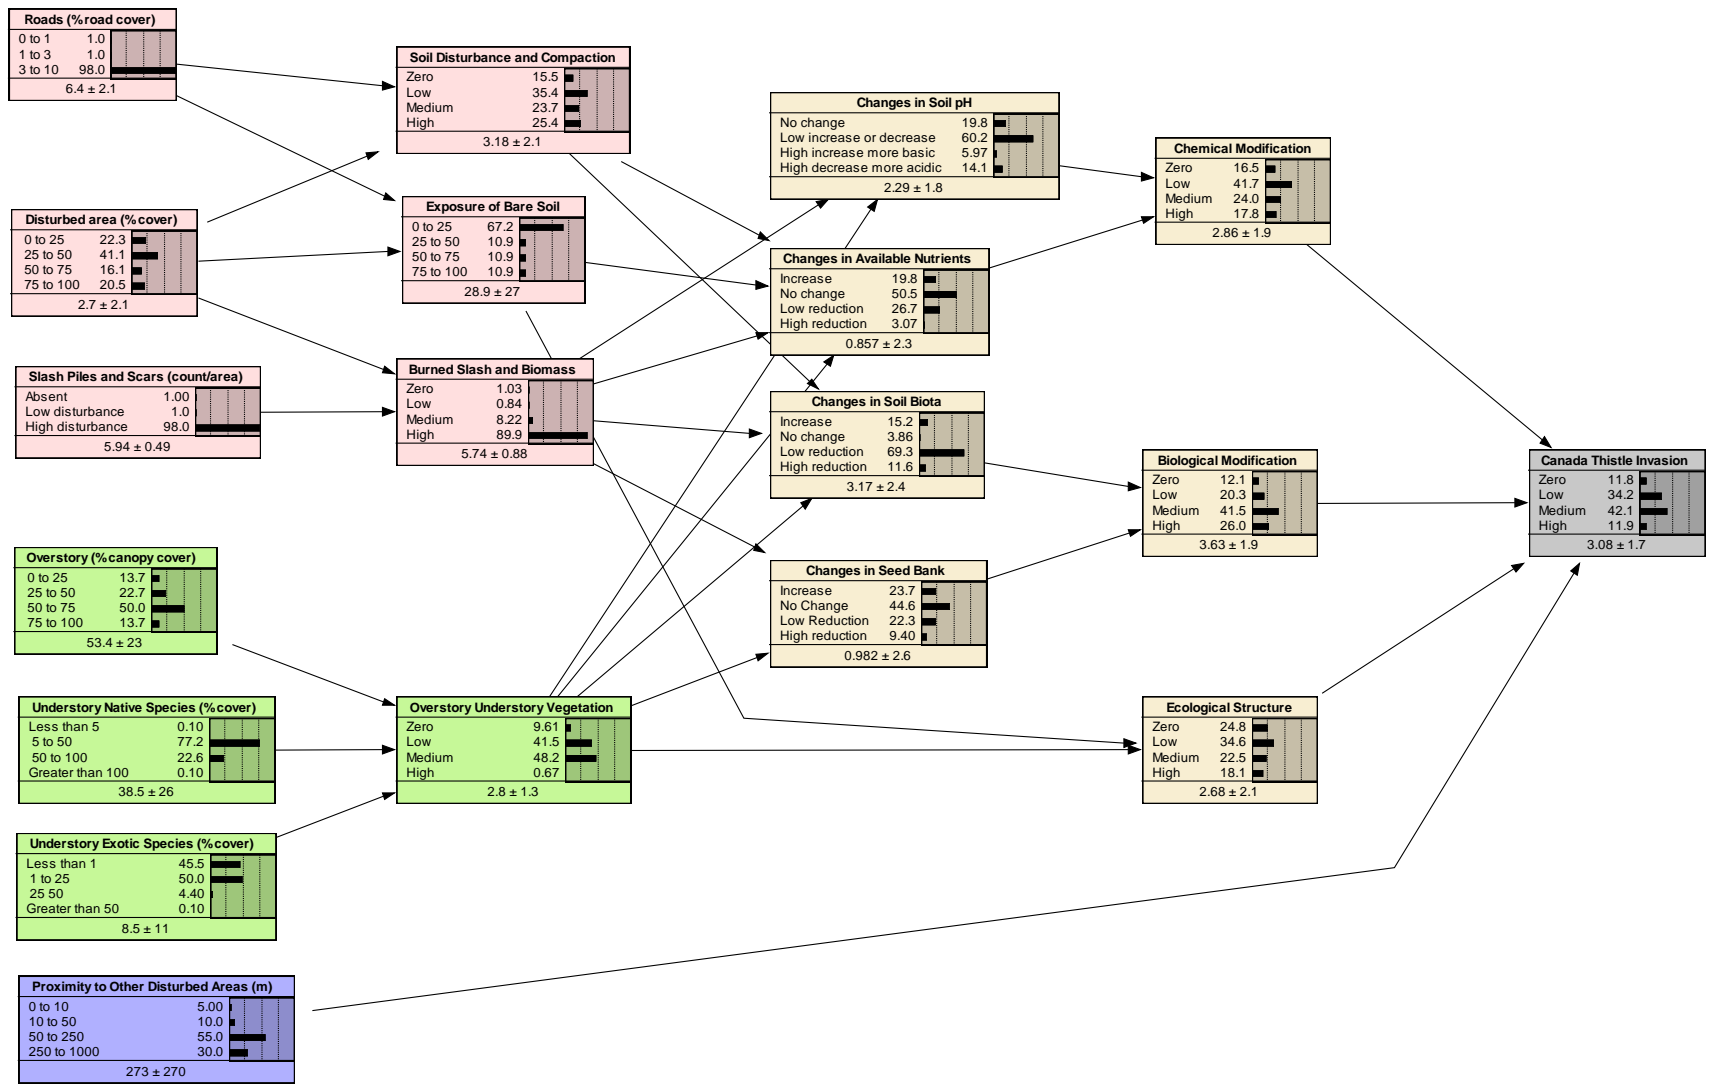 Roads (%road cover)
0 to 1 1.0
1 to 3 1.0
3 to 10 98.0
6.4 ± 2.1
Disturbed area (%cover)
0 to 25 22.3
25 to 50 41.1
50 to 75 16.1
75 to 100 20.5
2.7 ± 2.1
Slash Piles and Scars (count/area)
Absent 1.00
Low disturbance 1.0
High disturbance 98.0
5.94 ± 0.49
Overstory (%canopy cover)
0 to 25 13.7
25 to 50 22.7
50 to 75 50.0
75 to 100 13.7
53.4 ± 23
Understory Native Species (%cover)
Less than 5 0.10
5 to 50 77.2
50 to 100 22.6
Greater than 100 0.10
38.5 ± 26
Understory Exotic Species (%cover)
Less than 1 45.5
1 to 25 50.0
25 50 4.40
Greater than 50 0.10
8.5 ± 11
Proximity to Other Disturbed Areas (m)
0 to 10 5.00
10 to 50 10.0
50 to 250 55.0
250 to 1000 30.0
273 ± 270
Soil Disturbance and Compaction
Zero 15.5
Low 35.4
Medium 23.7
High 25.4
3.18 ± 2.1
Exposure of Bare Soil
0 to 25 67.2
25 to 50 10.9
50 to 75 10.9
75 to 100 10.9
28.9 ± 27
Burned Slash and Biomass
Zero 1.03
Low 0.84
Medium 8.22
High 89.9
5.74 ± 0.88
Overstory Understory Vegetation
Zero 9.61
Low 41.5
Medium 48.2
High 0.67
2.8 ± 1.3
Changes in Soil pH
No change 19.8
Low increase or decrease 60.2
High increase more basic 5.97
High decrease more acidic 14.1
2.29 ± 1.8
Changes in Available Nutrients
Increase 19.8
No change 50.5
Low reduction 26.7
High reduction 3.07
0.857 ± 2.3
Changes in Soil Biota
Increase 15.2
No change 3.86
Low reduction 69.3
High reduction 11.6
3.17 ± 2.4
Changes in Seed Bank
Increase 23.7
No Change 44.6
Low Reduction 22.3
High reduction 9.40
0.982 ± 2.6
Chemical Modification
Zero 16.5
Low 41.7
Medium 24.0
High 17.8
2.86 ± 1.9
Biological Modification
Zero 12.1
Low 20.3
Medium 41.5
High 26.0
3.63 ± 1.9
Ecological Structure
Zero 24.8
Low 34.6
Medium 22.5
High 18.1
2.68 ± 2.1
Canada Thistle Invasion
Zero 11.8
Low 34.2
Medium 42.1
High 11.9
3.08 ± 1.7